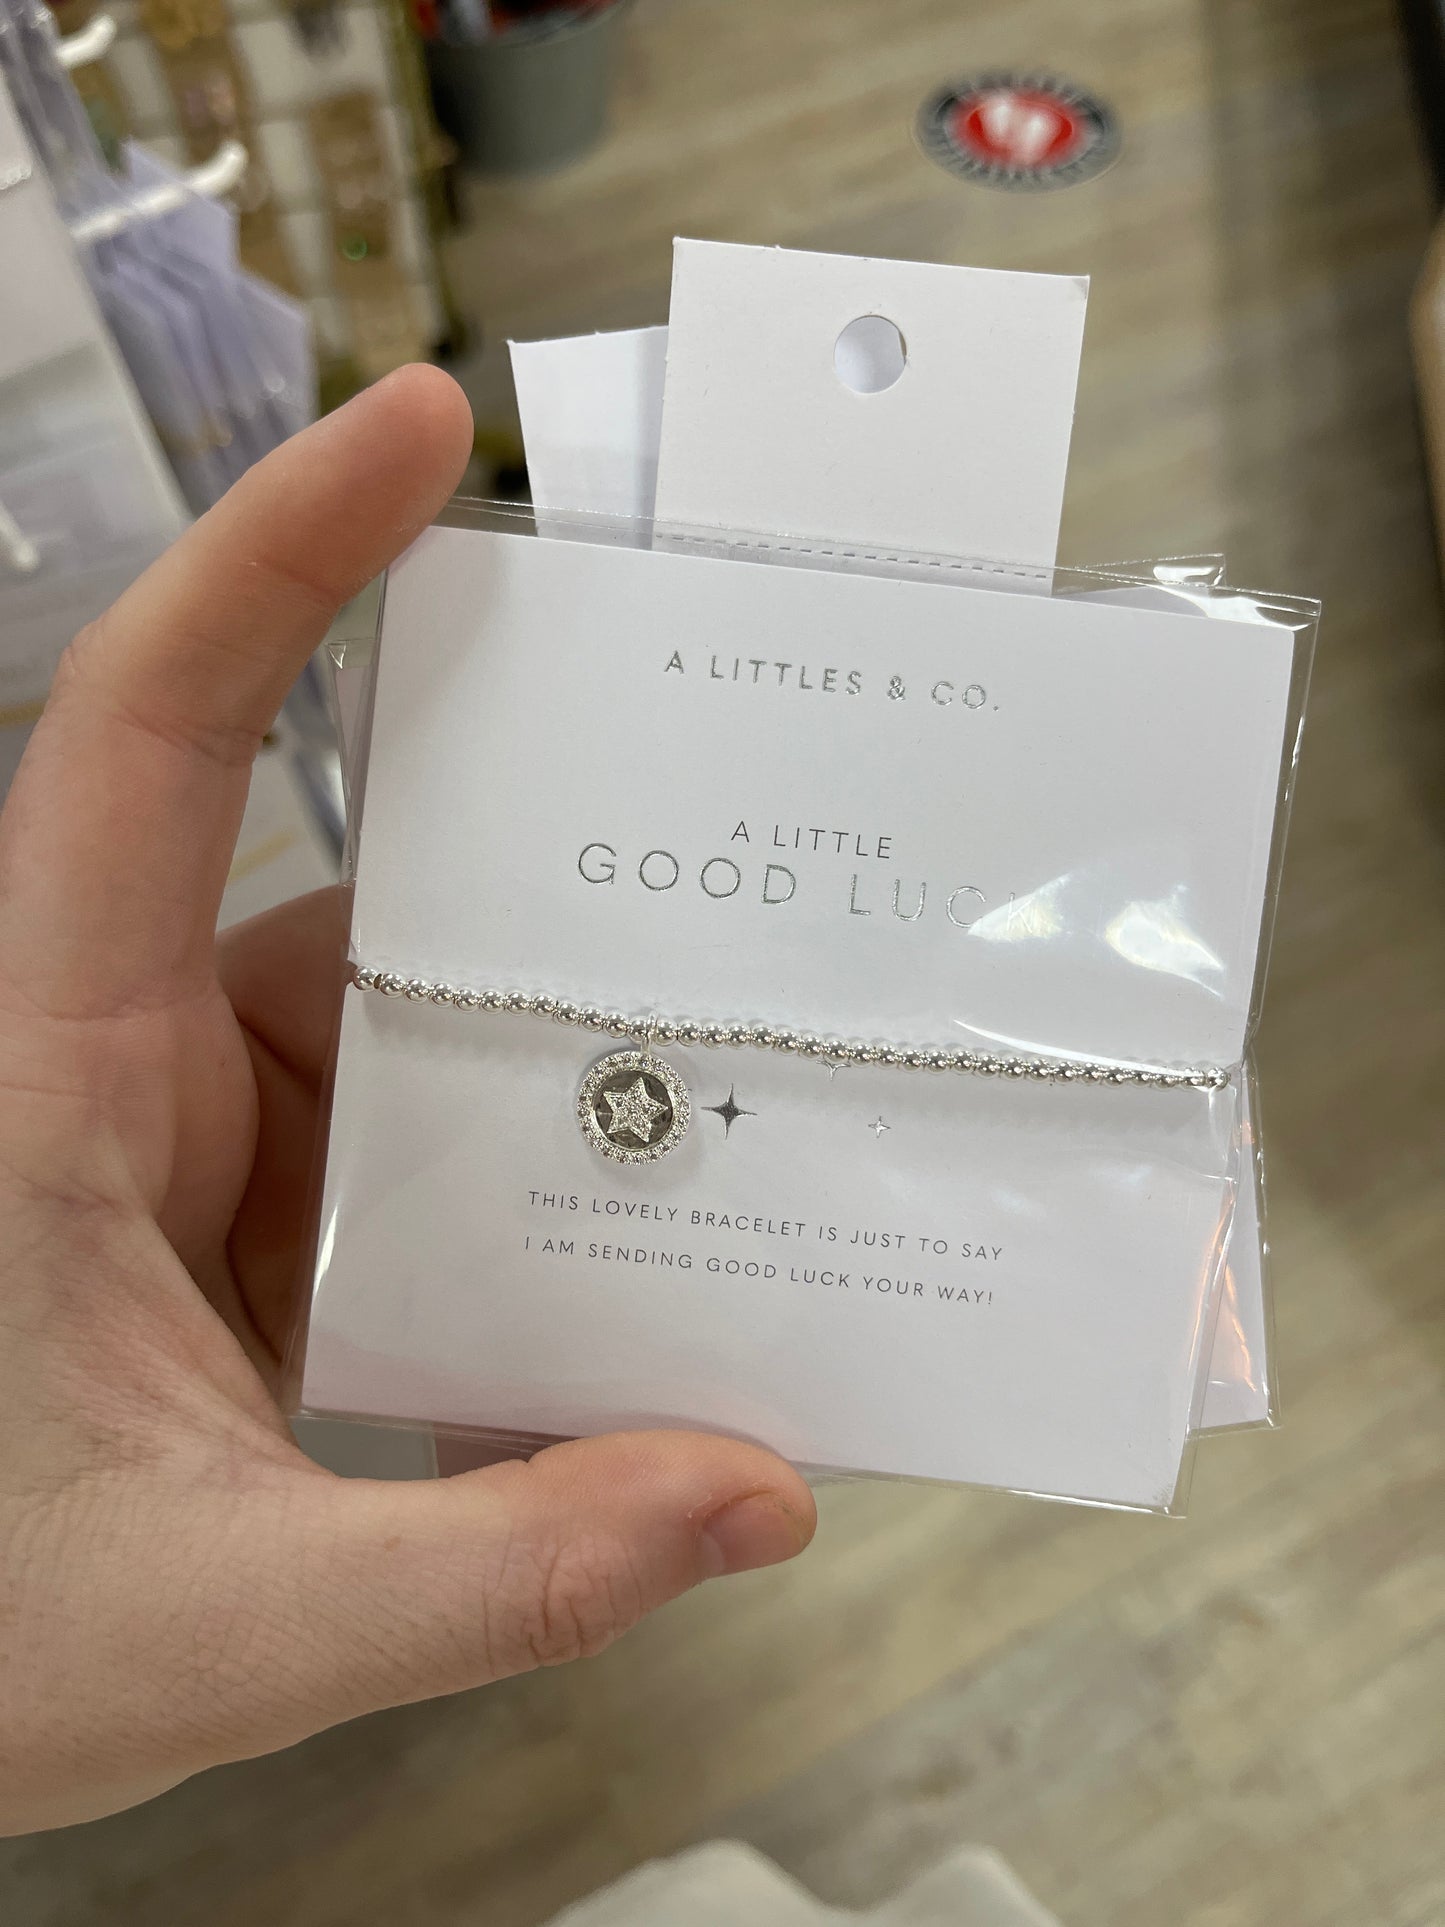 A LITTLES & CO.
A LITTLE
GOOD LUCK
THIS LOVELY BRACELET IS JUST TO SAY
I AM SENDING GOOD LUCK YOUR WAY!